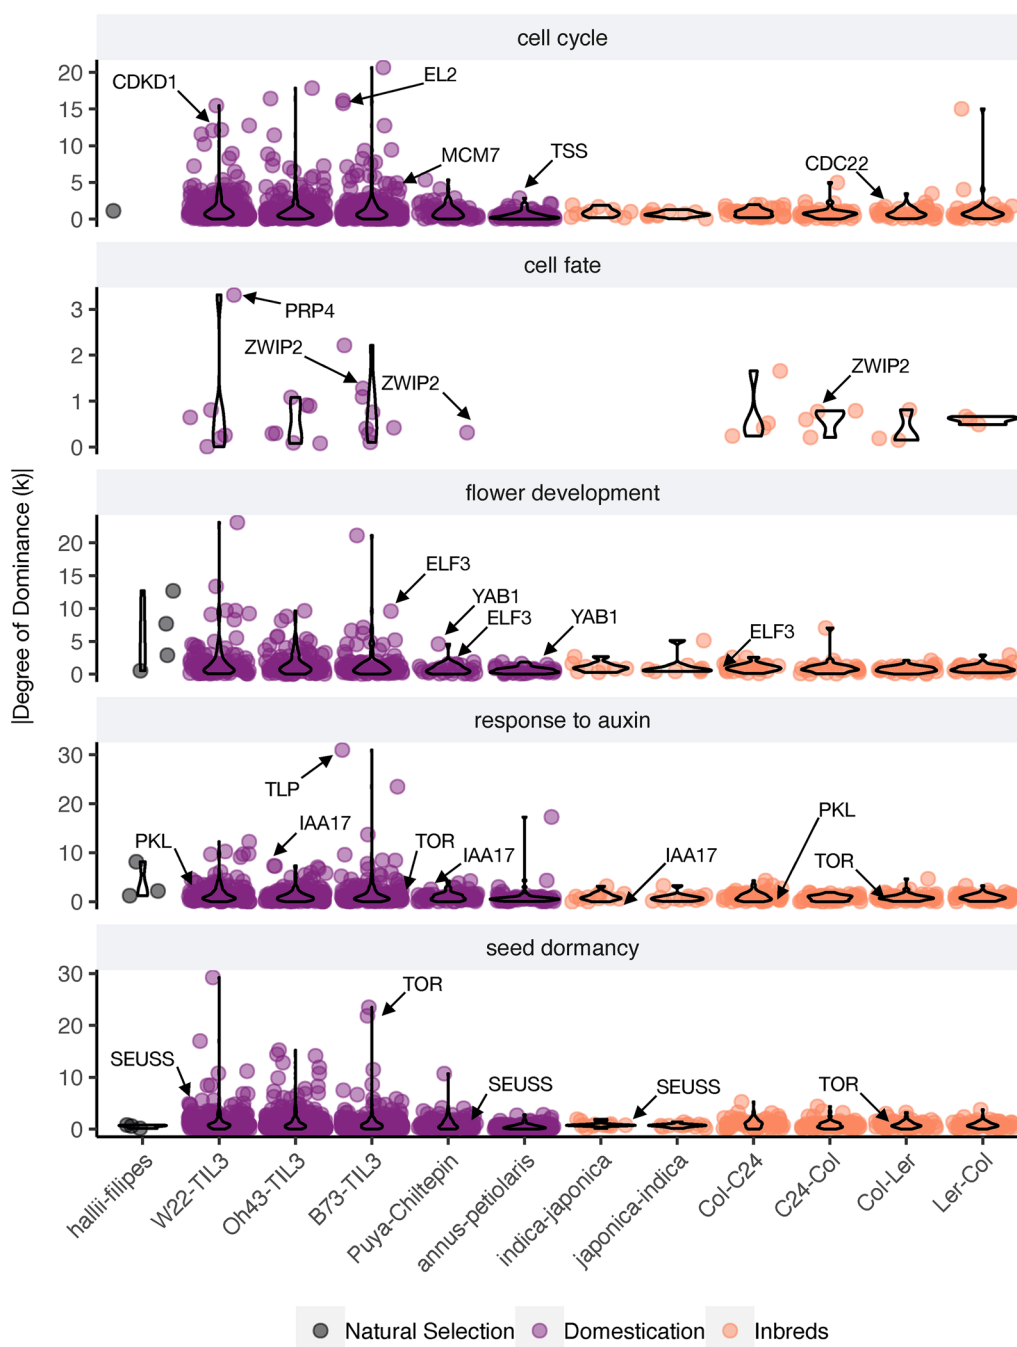 cell cycle
20
15
10
5
0
CDKD1
EL2
MCM7
TSS
CDC22
cell fate
3
2
1
0
PRP4
ZWIP2
ZWIP2
ZWIP2
flower development
20
15
10
5
0
ELF3
YAB1
ELF3
YAB1
ELF3
response to auxin
30
20
10
0
TLP
PKL
IAA17
TOR
IAA17
IAA17
PKL
TOR
seed dormancy
30
20
10
0
SEUSS
TOR
SEUSS
SEUSS
TOR
|Degree of Dominance (k)|
hallii-filipes
W22-TIL3
Oh43-TIL3
B73-TIL3
Puya-Chiltepin
annus-petiolaris
indica-japonica
japonica-indica
Col-C24
C24-Col
Col-Ler
Ler-Col
Natural Selection Domestication Inbreds